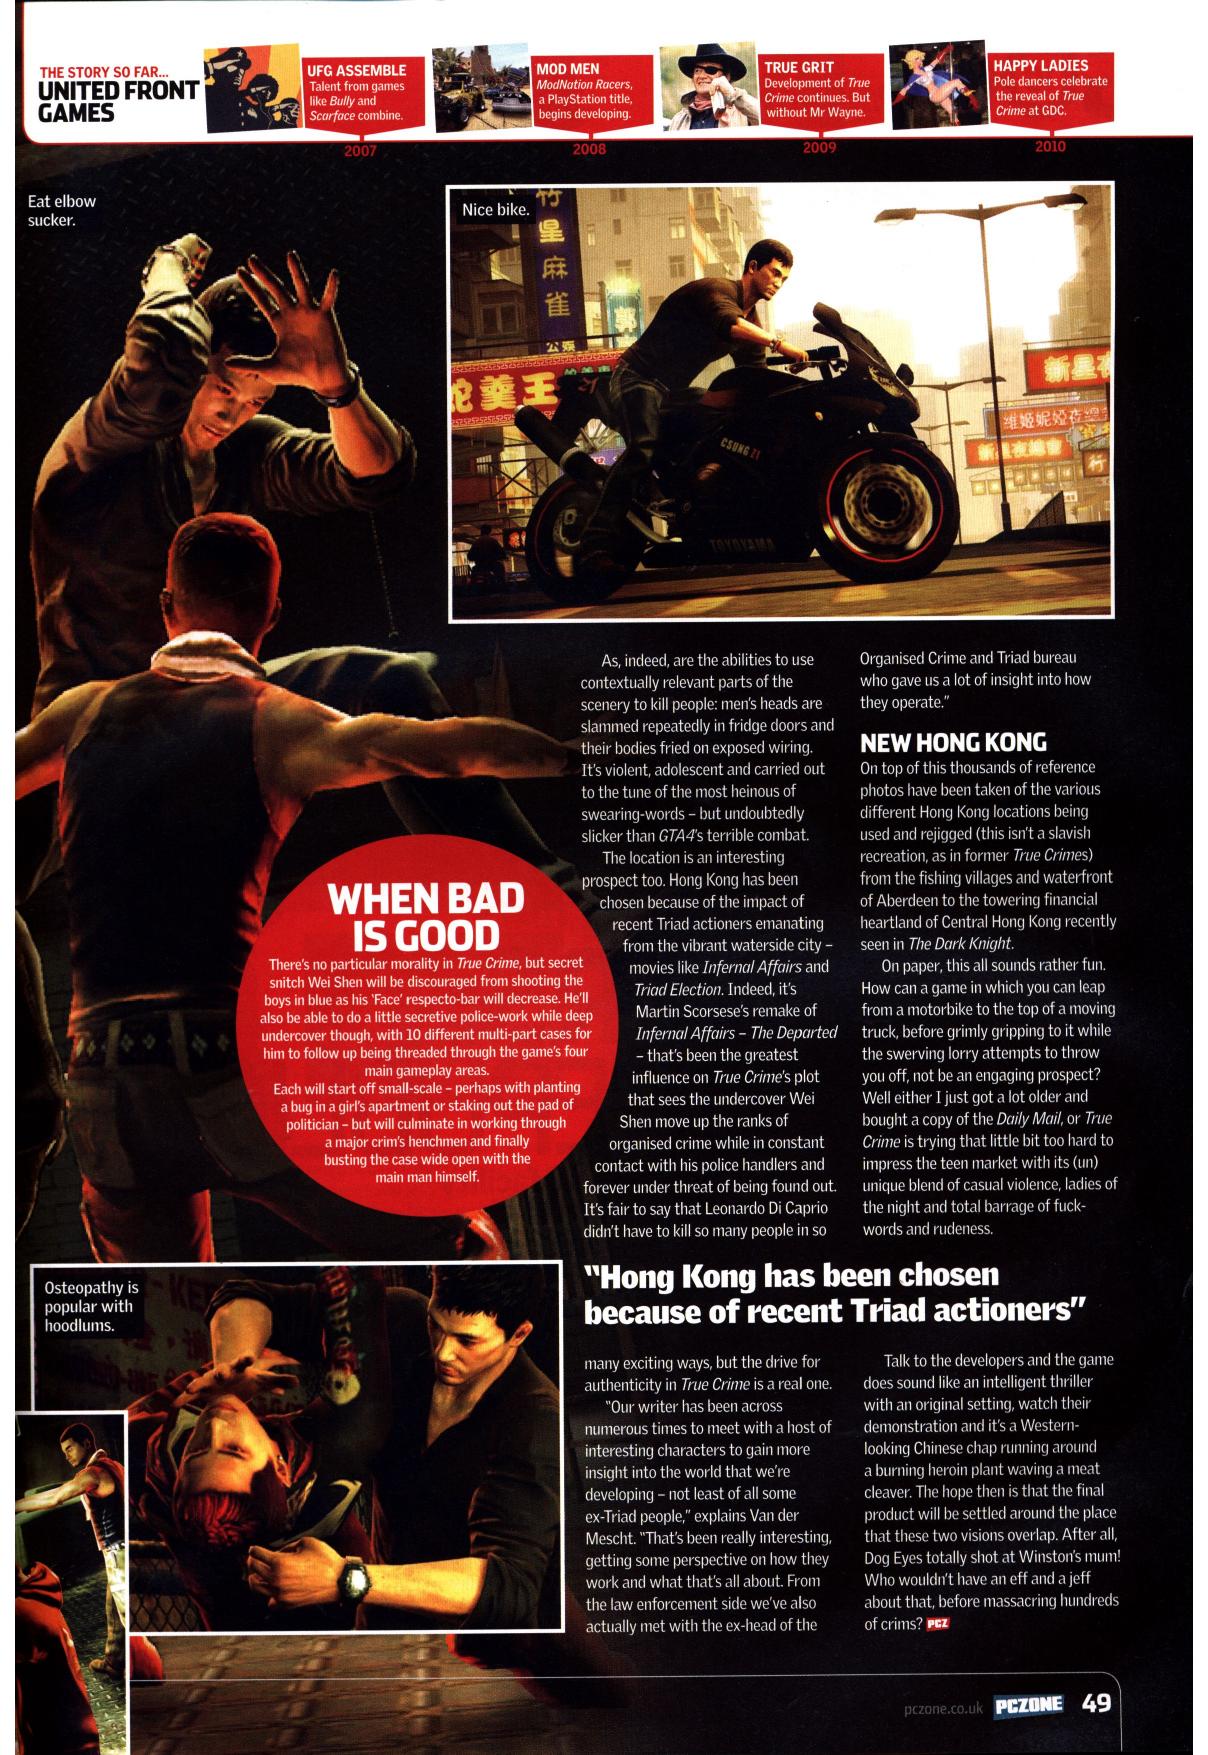 THE STORY SO FAR...
UNITED FRONT
GAMES
UFG ASSEMBLE
Talent from games
like Bully and
Scarface combine.
2007
MOD MEN
ModNation Racers,
a PlayStation title,
begins developing.
2008
TRUE GRIT
Development of True
Crime continues. But
without Mr Wayne.
2009
HAPPY LADIES
Pole dancers celebrate
the reveal of True
Crime at GDC.
2010
Eat elbow
sucker.
Nice bike.
竹星麻雀
公娛
蛇羹王
新星夜
維姬妮婭夜總
新星夜總會
行
CSUNG Z1
TOYOYAMA
As, indeed, are the abilities to use
contextually relevant parts of the
scenery to kill people: men's heads are
slammed repeatedly in fridge doors and
their bodies fried on exposed wiring.
It's violent, adolescent and carried out
to the tune of the most heinous of
swearing-words – but undoubtedly
slicker than GTA4's terrible combat.
The location is an interesting
prospect too. Hong Kong has been
chosen because of the impact of
recent Triad actioners emanating
from the vibrant waterside city –
movies like Infernal Affairs and
Triad Election. Indeed, it's
Martin Scorsese's remake of
Infernal Affairs – The Departed
– that's been the greatest
influence on True Crime's plot
that sees the undercover Wei
Shen move up the ranks of
organised crime while in constant
contact with his police handlers and
forever under threat of being found out.
It's fair to say that Leonardo Di Caprio
didn't have to kill so many people in so
many exciting ways, but the drive for
authenticity in True Crime is a real one.
"Our writer has been across
numerous times to meet with a host of
interesting characters to gain more
insight into the world that we're
developing – not least of all some
ex-Triad people," explains Van der
Mescht. "That's been really interesting,
getting some perspective on how they
work and what that's all about. From
the law enforcement side we've also
actually met with the ex-head of the
Organised Crime and Triad bureau
who gave us a lot of insight into how
they operate."
NEW HONG KONG
On top of this thousands of reference
photos have been taken of the various
different Hong Kong locations being
used and rejigged (this isn't a slavish
recreation, as in former True Crimes)
from the fishing villages and waterfront
of Aberdeen to the towering financial
heartland of Central Hong Kong recently
seen in The Dark Knight.
On paper, this all sounds rather fun.
How can a game in which you can leap
from a motorbike to the top of a moving
truck, before grimly gripping to it while
the swerving lorry attempts to throw
you off, not be an engaging prospect?
Well either I just got a lot older and
bought a copy of the Daily Mail, or True
Crime is trying that little bit too hard to
impress the teen market with its (un)
unique blend of casual violence, ladies of
the night and total barrage of fuck-
words and rudeness.
"Hong Kong has been chosen
because of recent Triad actioners"
Talk to the developers and the game
does sound like an intelligent thriller
with an original setting, watch their
demonstration and it's a Western-
looking Chinese chap running around
a burning heroin plant waving a meat
cleaver. The hope then is that the final
product will be settled around the place
that these two visions overlap. After all,
Dog Eyes totally shot at Winston's mum!
Who wouldn't have an eff and a jeff
about that, before massacring hundreds
of crims? PCZ
WHEN BAD
IS GOOD
There's no particular morality in True Crime, but secret
snitch Wei Shen will be discouraged from shooting the
boys in blue as his 'Face' respecto-bar will decrease. He'll
also be able to do a little secretive police-work while deep
undercover though, with 10 different multi-part cases for
him to follow up being threaded through the game's four
main gameplay areas.
Each will start off small-scale – perhaps with planting
a bug in a girl's apartment or staking out the pad of
politician – but will culminate in working through
a major crim's henchmen and finally
busting the case wide open with the
main man himself.
Osteopathy is
popular with
hoodlums.
pczone.co.uk PCZONE 49